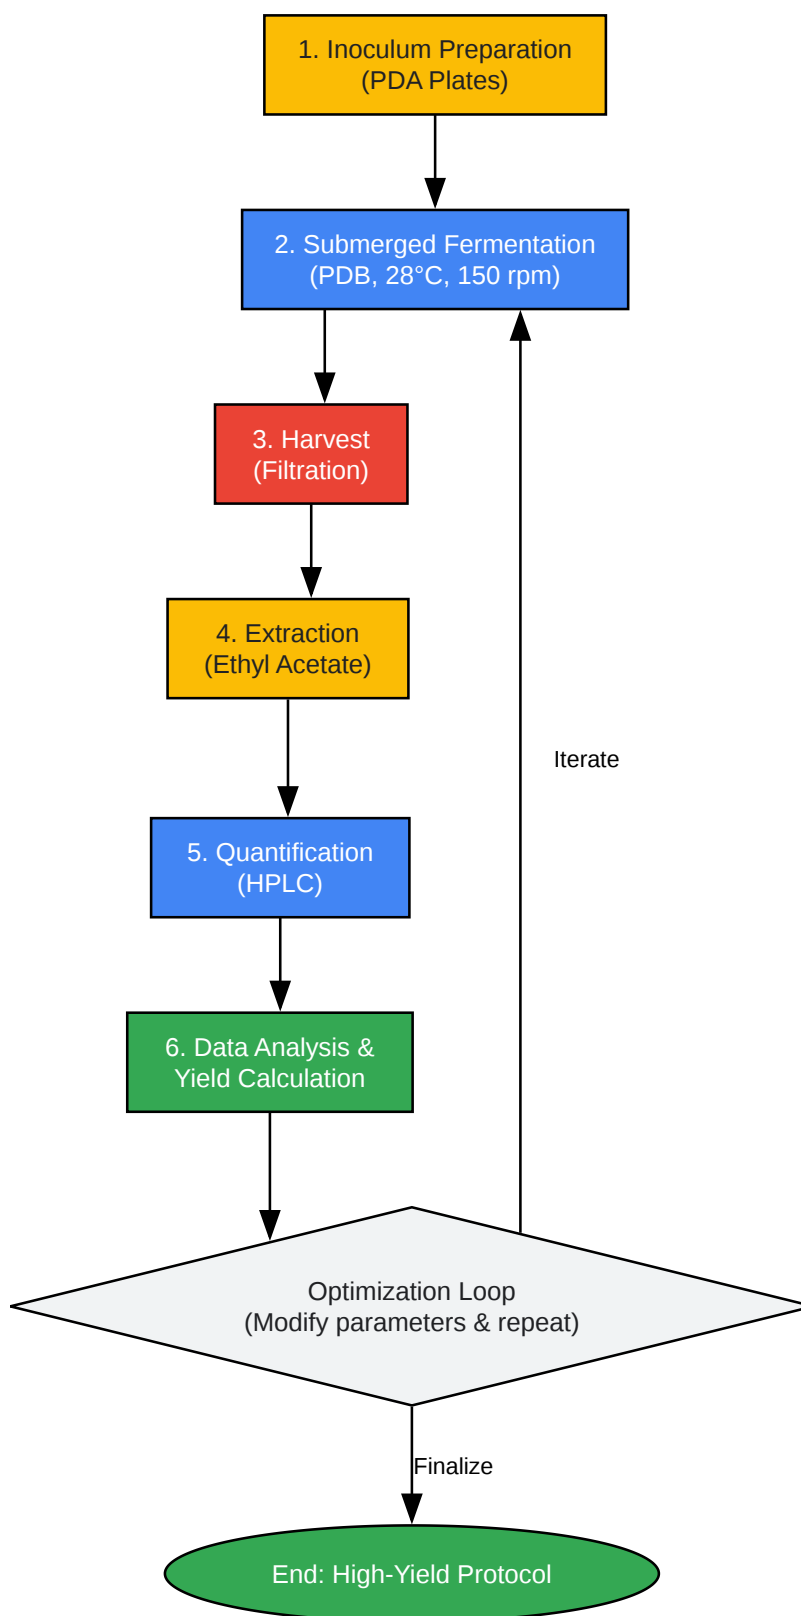 1. Inoculum Preparation
(PDA Plates)
2. Submerged Fermentation
(PDB, 28°C, 150 rpm)
3. Harvest
(Filtration)
4. Extraction
(Ethyl Acetate)
Iterate
5. Quantification
(HPLC)
6. Data Analysis &
Yield Calculation
Optimization Loop
(Modify parameters & repeat)
Finalize
End: High-Yield Protocol